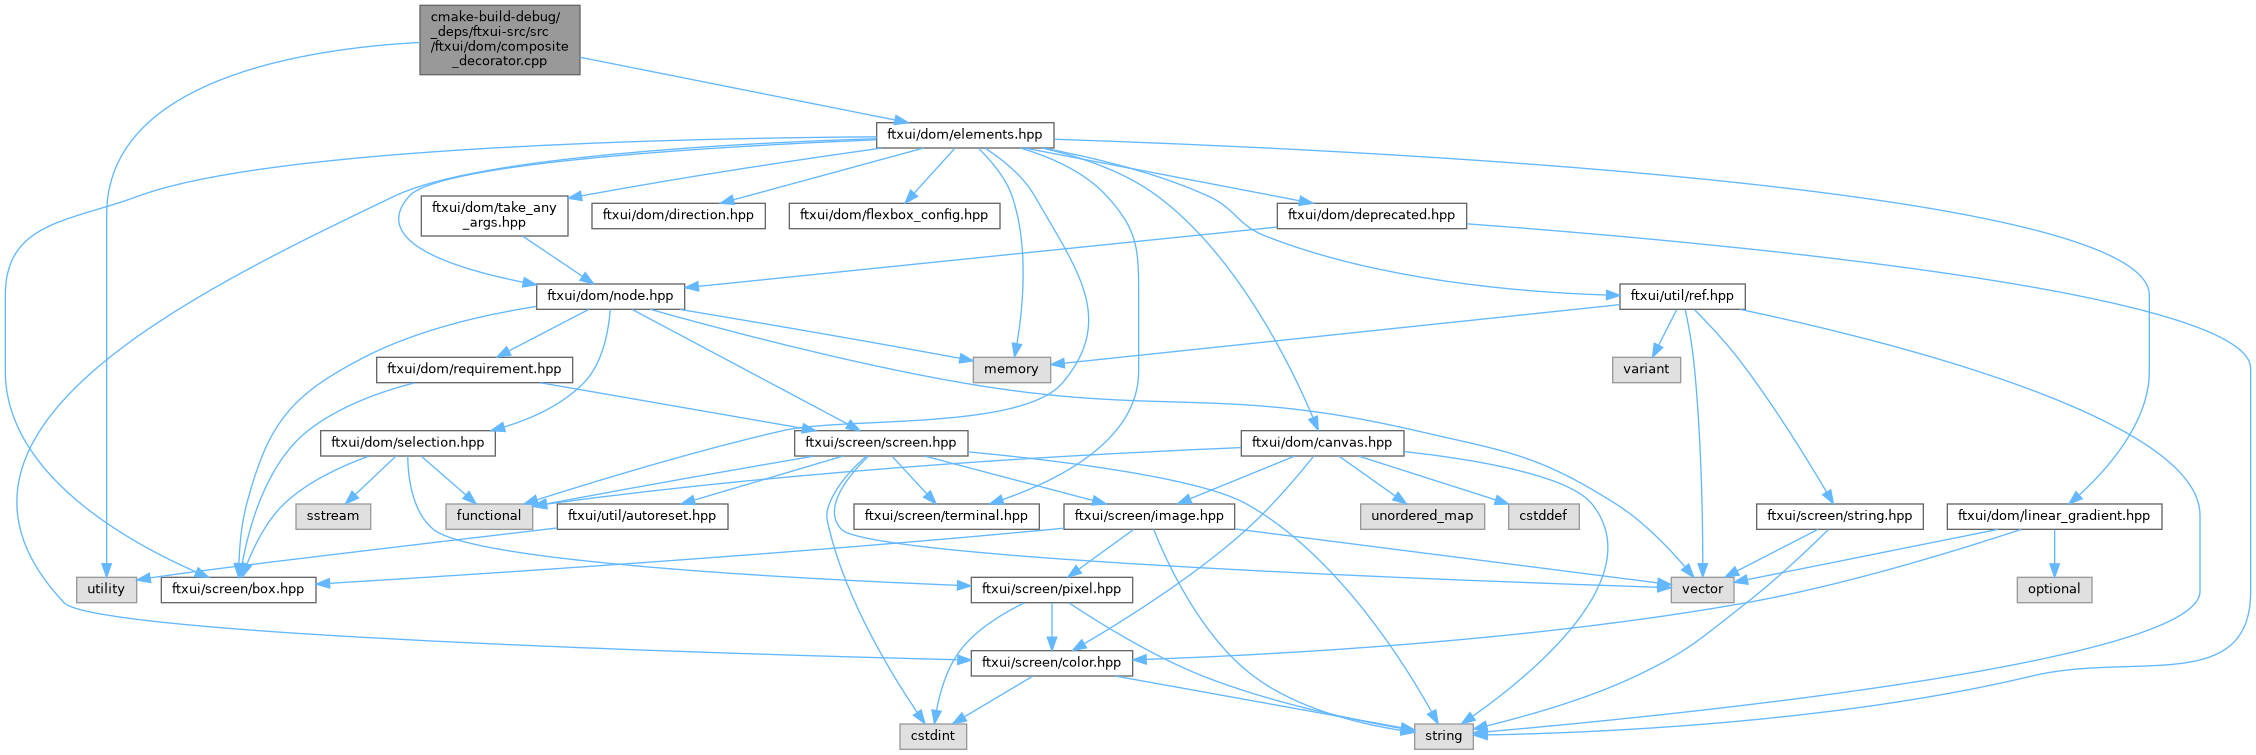 cmake-build-debug/
_deps/ftxui-src/src
/ftxui/dom/composite
_decorator.cpp
ftxui/dom/elements.hpp
ftxui/dom/take_any
_args.hpp
ftxui/dom/direction.hpp
ftxui/dom/flexbox_config.hpp
ftxui/dom/deprecated.hpp
ftxui/dom/node.hpp
ftxui/util/ref.hpp
ftxui/dom/requirement.hpp
memory
variant
ftxui/dom/selection.hpp
ftxui/screen/screen.hpp
ftxui/dom/canvas.hpp
sstream
functional
ftxui/util/autoreset.hpp
ftxui/screen/terminal.hpp
ftxui/screen/image.hpp
unordered_map
cstddef
ftxui/screen/string.hpp
ftxui/dom/linear_gradient.hpp
utility
ftxui/screen/box.hpp
ftxui/screen/pixel.hpp
vector
optional
ftxui/screen/color.hpp
cstdint
string